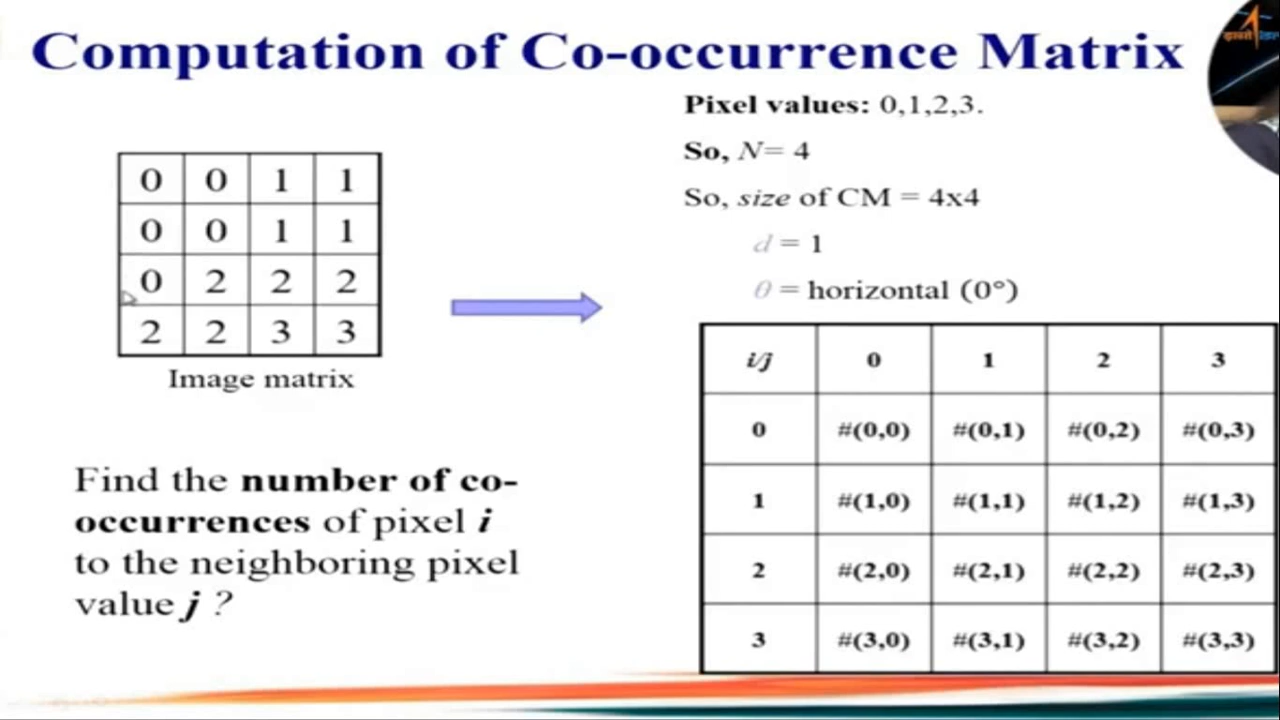 Computation of Co-occurrence Matrix
Pixel values: 0,1,2,3.
So, N= 4
So, size of CM = 4x4
d = 1
θ = horizontal (0°)
0 0 1 1
0 0 1 1
0 2 2 2
2 2 3 3
Image matrix
Find the number of co-
occurrences of pixel i
to the neighboring pixel
value j ?
i/j 0 1 2 3
0 #(0,0) #(0,1) #(0,2) #(0,3)
1 #(1,0) #(1,1) #(1,2) #(1,3)
2 #(2,0) #(2,1) #(2,2) #(2,3)
3 #(3,0) #(3,1) #(3,2) #(3,3)